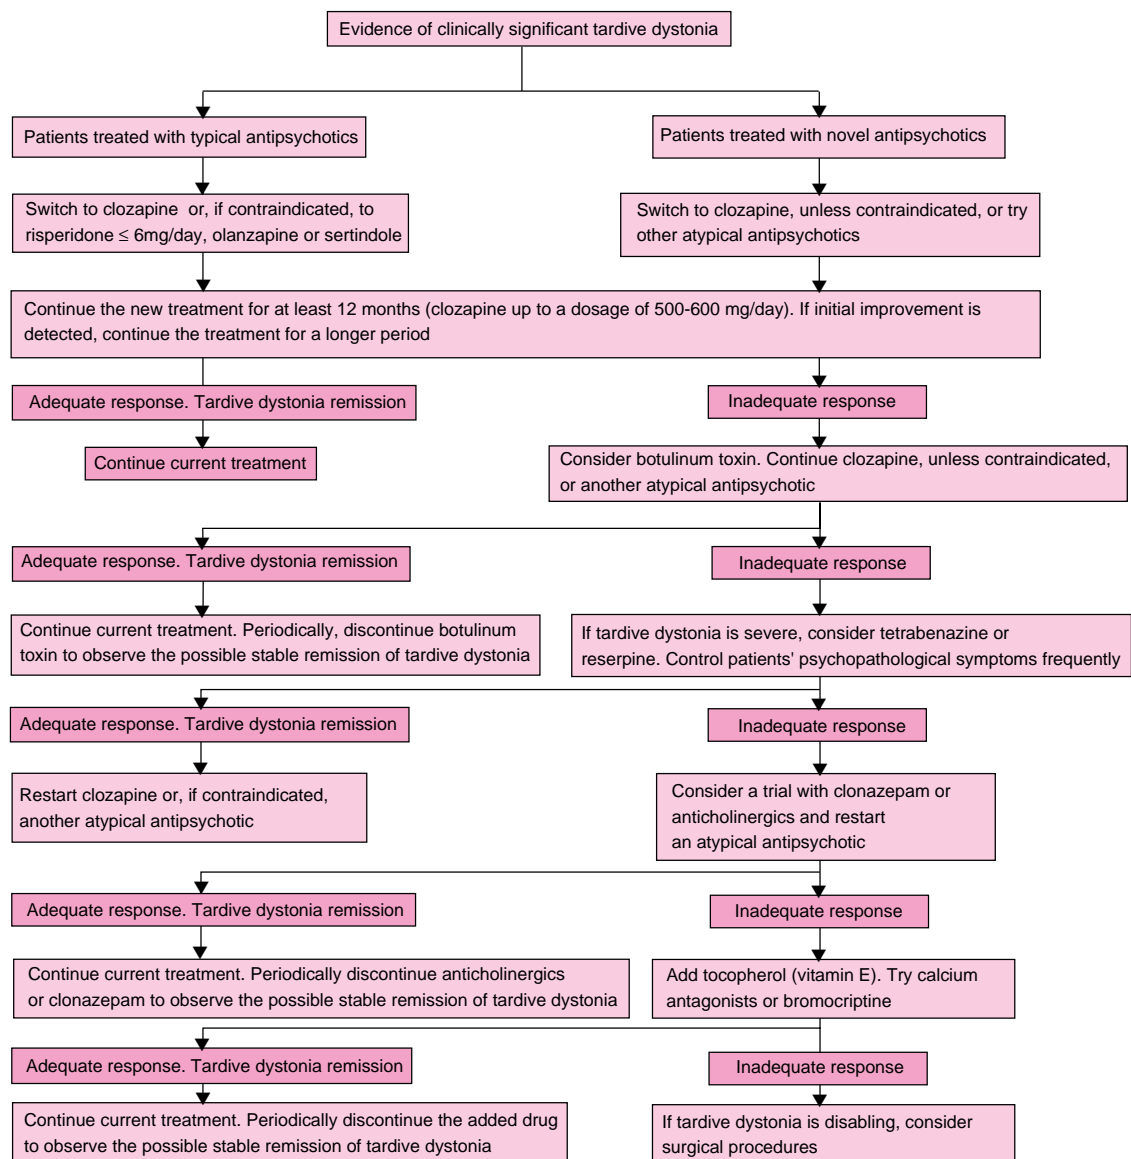 Evidence of clinically significant tardive dystonia
Patients treated with typical antipsychotics
Patients treated with novel antipsychotics
Switch to clozapine or, if contraindicated, to
risperidone ≤ 6mg/day, olanzapine or sertindole
Switch to clozapine, unless contraindicated, or try
other atypical antipsychotics
Continue the new treatment for at least 12 months (clozapine up to a dosage of 500-600 mg/day). If initial improvement is
detected, continue the treatment for a longer period
Adequate response. Tardive dystonia remission
Inadequate response
Continue current treatment
Consider botulinum toxin. Continue clozapine, unless contraindicated,
or another atypical antipsychotic
Adequate response. Tardive dystonia remission
Inadequate response
Continue current treatment. Periodically, discontinue botulinum
toxin to observe the possible stable remission of tardive dystonia
If tardive dystonia is severe, consider tetrabenazine or
reserpine. Control patients' psychopathological symptoms frequently
Adequate response. Tardive dystonia remission
Inadequate response
Restart clozapine or, if contraindicated,
another atypical antipsychotic
Consider a trial with clonazepam or
anticholinergics and restart
an atypical antipsychotic
Adequate response. Tardive dystonia remission
Inadequate response
Continue current treatment. Periodically discontinue anticholinergics
or clonazepam to observe the possible stable remission of tardive dystonia
Add tocopherol (vitamin E). Try calcium
antagonists or bromocriptine
Adequate response. Tardive dystonia remission
Inadequate response
Continue current treatment. Periodically discontinue the added drug
to observe the possible stable remission of tardive dystonia
If tardive dystonia is disabling, consider
surgical procedures